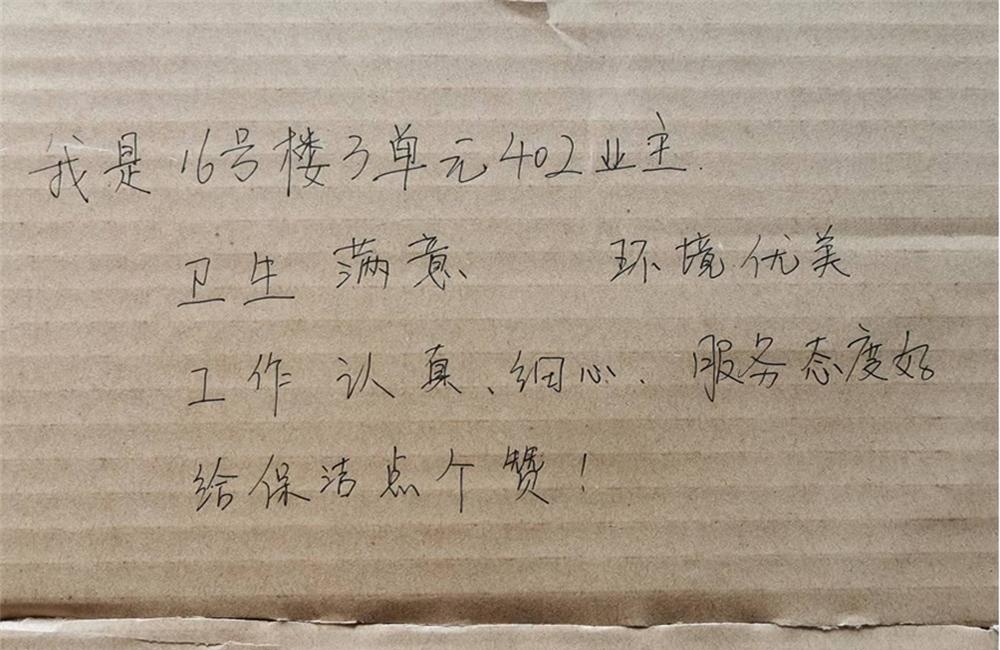 我是16号楼3单元402业主.
卫生 满意、 环境优美
工作 认真、细心. 服务态度好
给保洁点个赞！